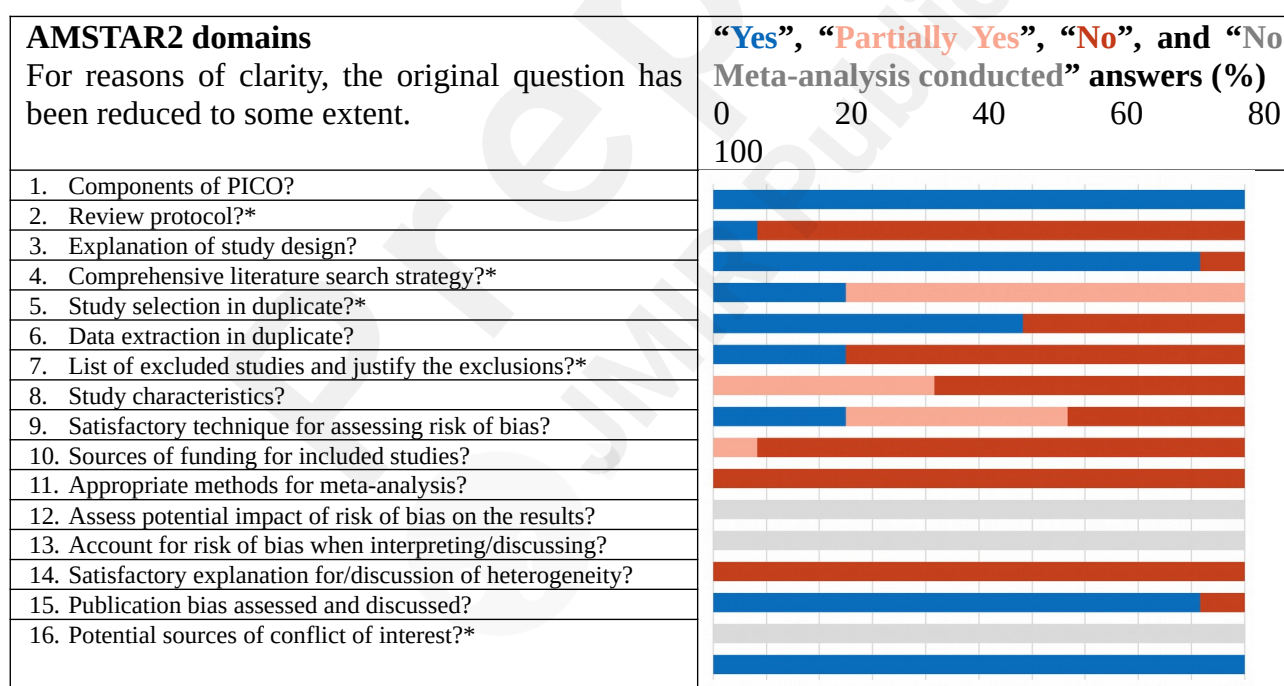 AMSTAR2 domains
For reasons of clarity, the original question has
been reduced to some extent.
“Yes”, “Partially Yes”, “No”, and “No
Meta-analysis conducted” answers (%)
0 20 40 60 80
100
1. Components of PICO?
2. Review protocol?*
3. Explanation of study design?
4. Comprehensive literature search strategy?*
5. Study selection in duplicate?*
6. Data extraction in duplicate?
7. List of excluded studies and justify the exclusions?*
8. Study characteristics?
9. Satisfactory technique for assessing risk of bias?
10. Sources of funding for included studies?
11. Appropriate methods for meta-analysis?
12. Assess potential impact of risk of bias on the results?
13. Account for risk of bias when interpreting/discussing?
14. Satisfactory explanation for/discussion of heterogeneity?
15. Publication bias assessed and discussed?
16. Potential sources of conflict of interest?*
Prep
JMIR Public